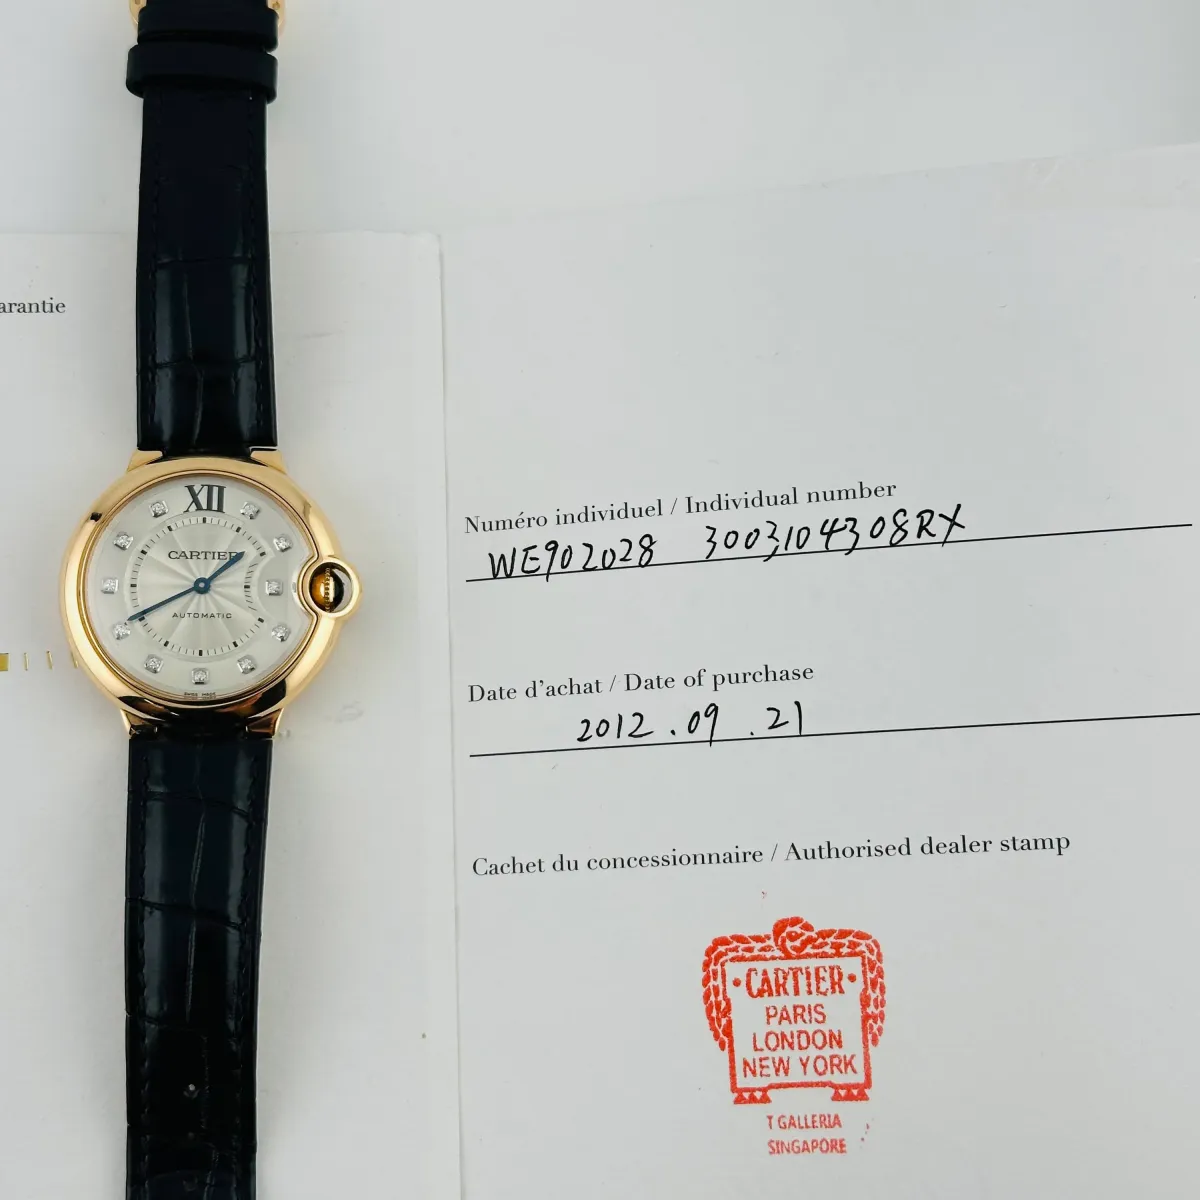 arantie
XII
CARTIER
AUTOMATIC
Numéro individuel / Individual number
WE902028 3003104308RX
Date d'achat / Date of purchase
2012.09.21
Cachet du concessionnaire / Authorised dealer stamp
·CARTIER·
PARIS
LONDON
NEW YORK
T GALLERIA
SINGAPORE